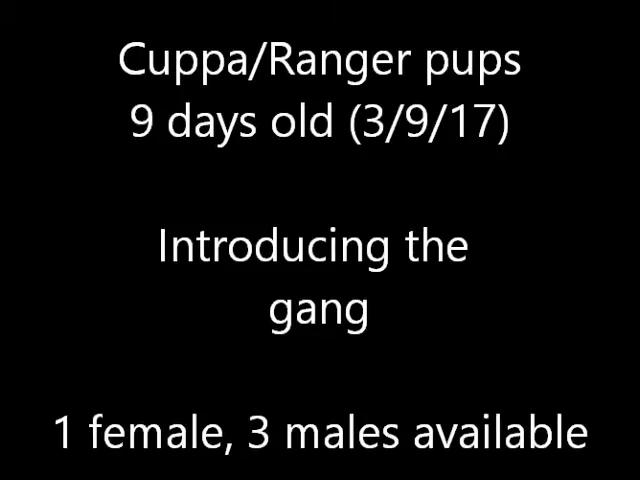 Cuppa/Ranger pups
9 days old (3/9/17)
Introducing the
gang
1 female, 3 males available